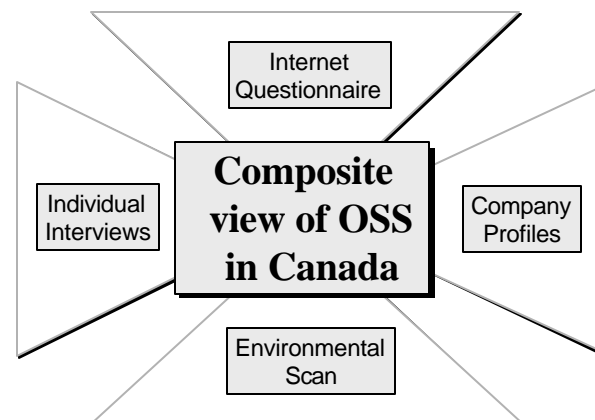 Internet
Questionnaire
Individual
Interviews
Composite
view of OSS
in Canada
Company
Profiles
Environmental
Scan